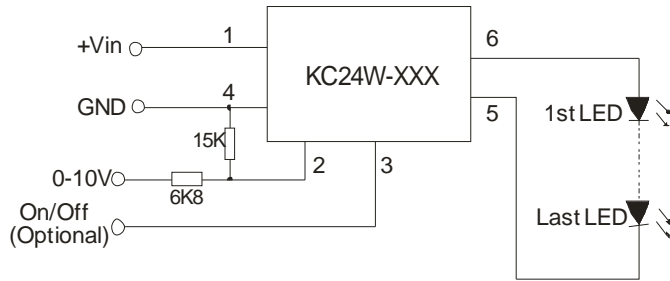 +Vin
1
6
KC24W-XXX
GND
4
5
1st LED
15K
2
3
0-10V
6K8
On/Off
(Optional)
Last LED